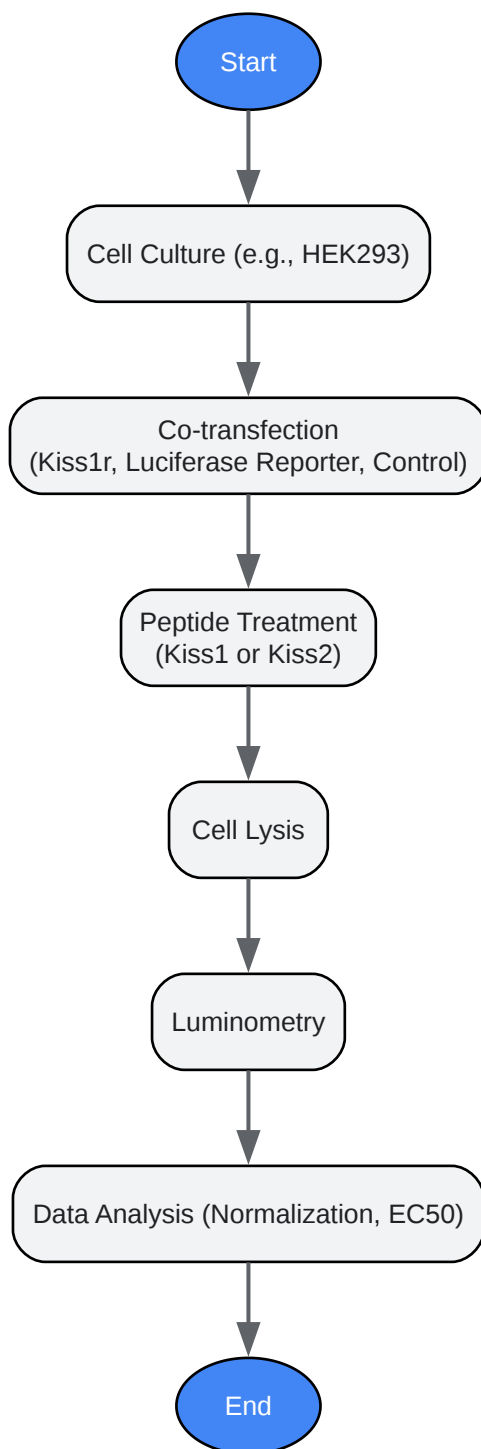 Start
Cell Culture (e.g., HEK293)
Co-transfection
(Kiss1r, Luciferase Reporter, Control)
Peptide Treatment
(Kiss1 or Kiss2)
Cell Lysis
Luminometry
Data Analysis (Normalization, EC50)
End